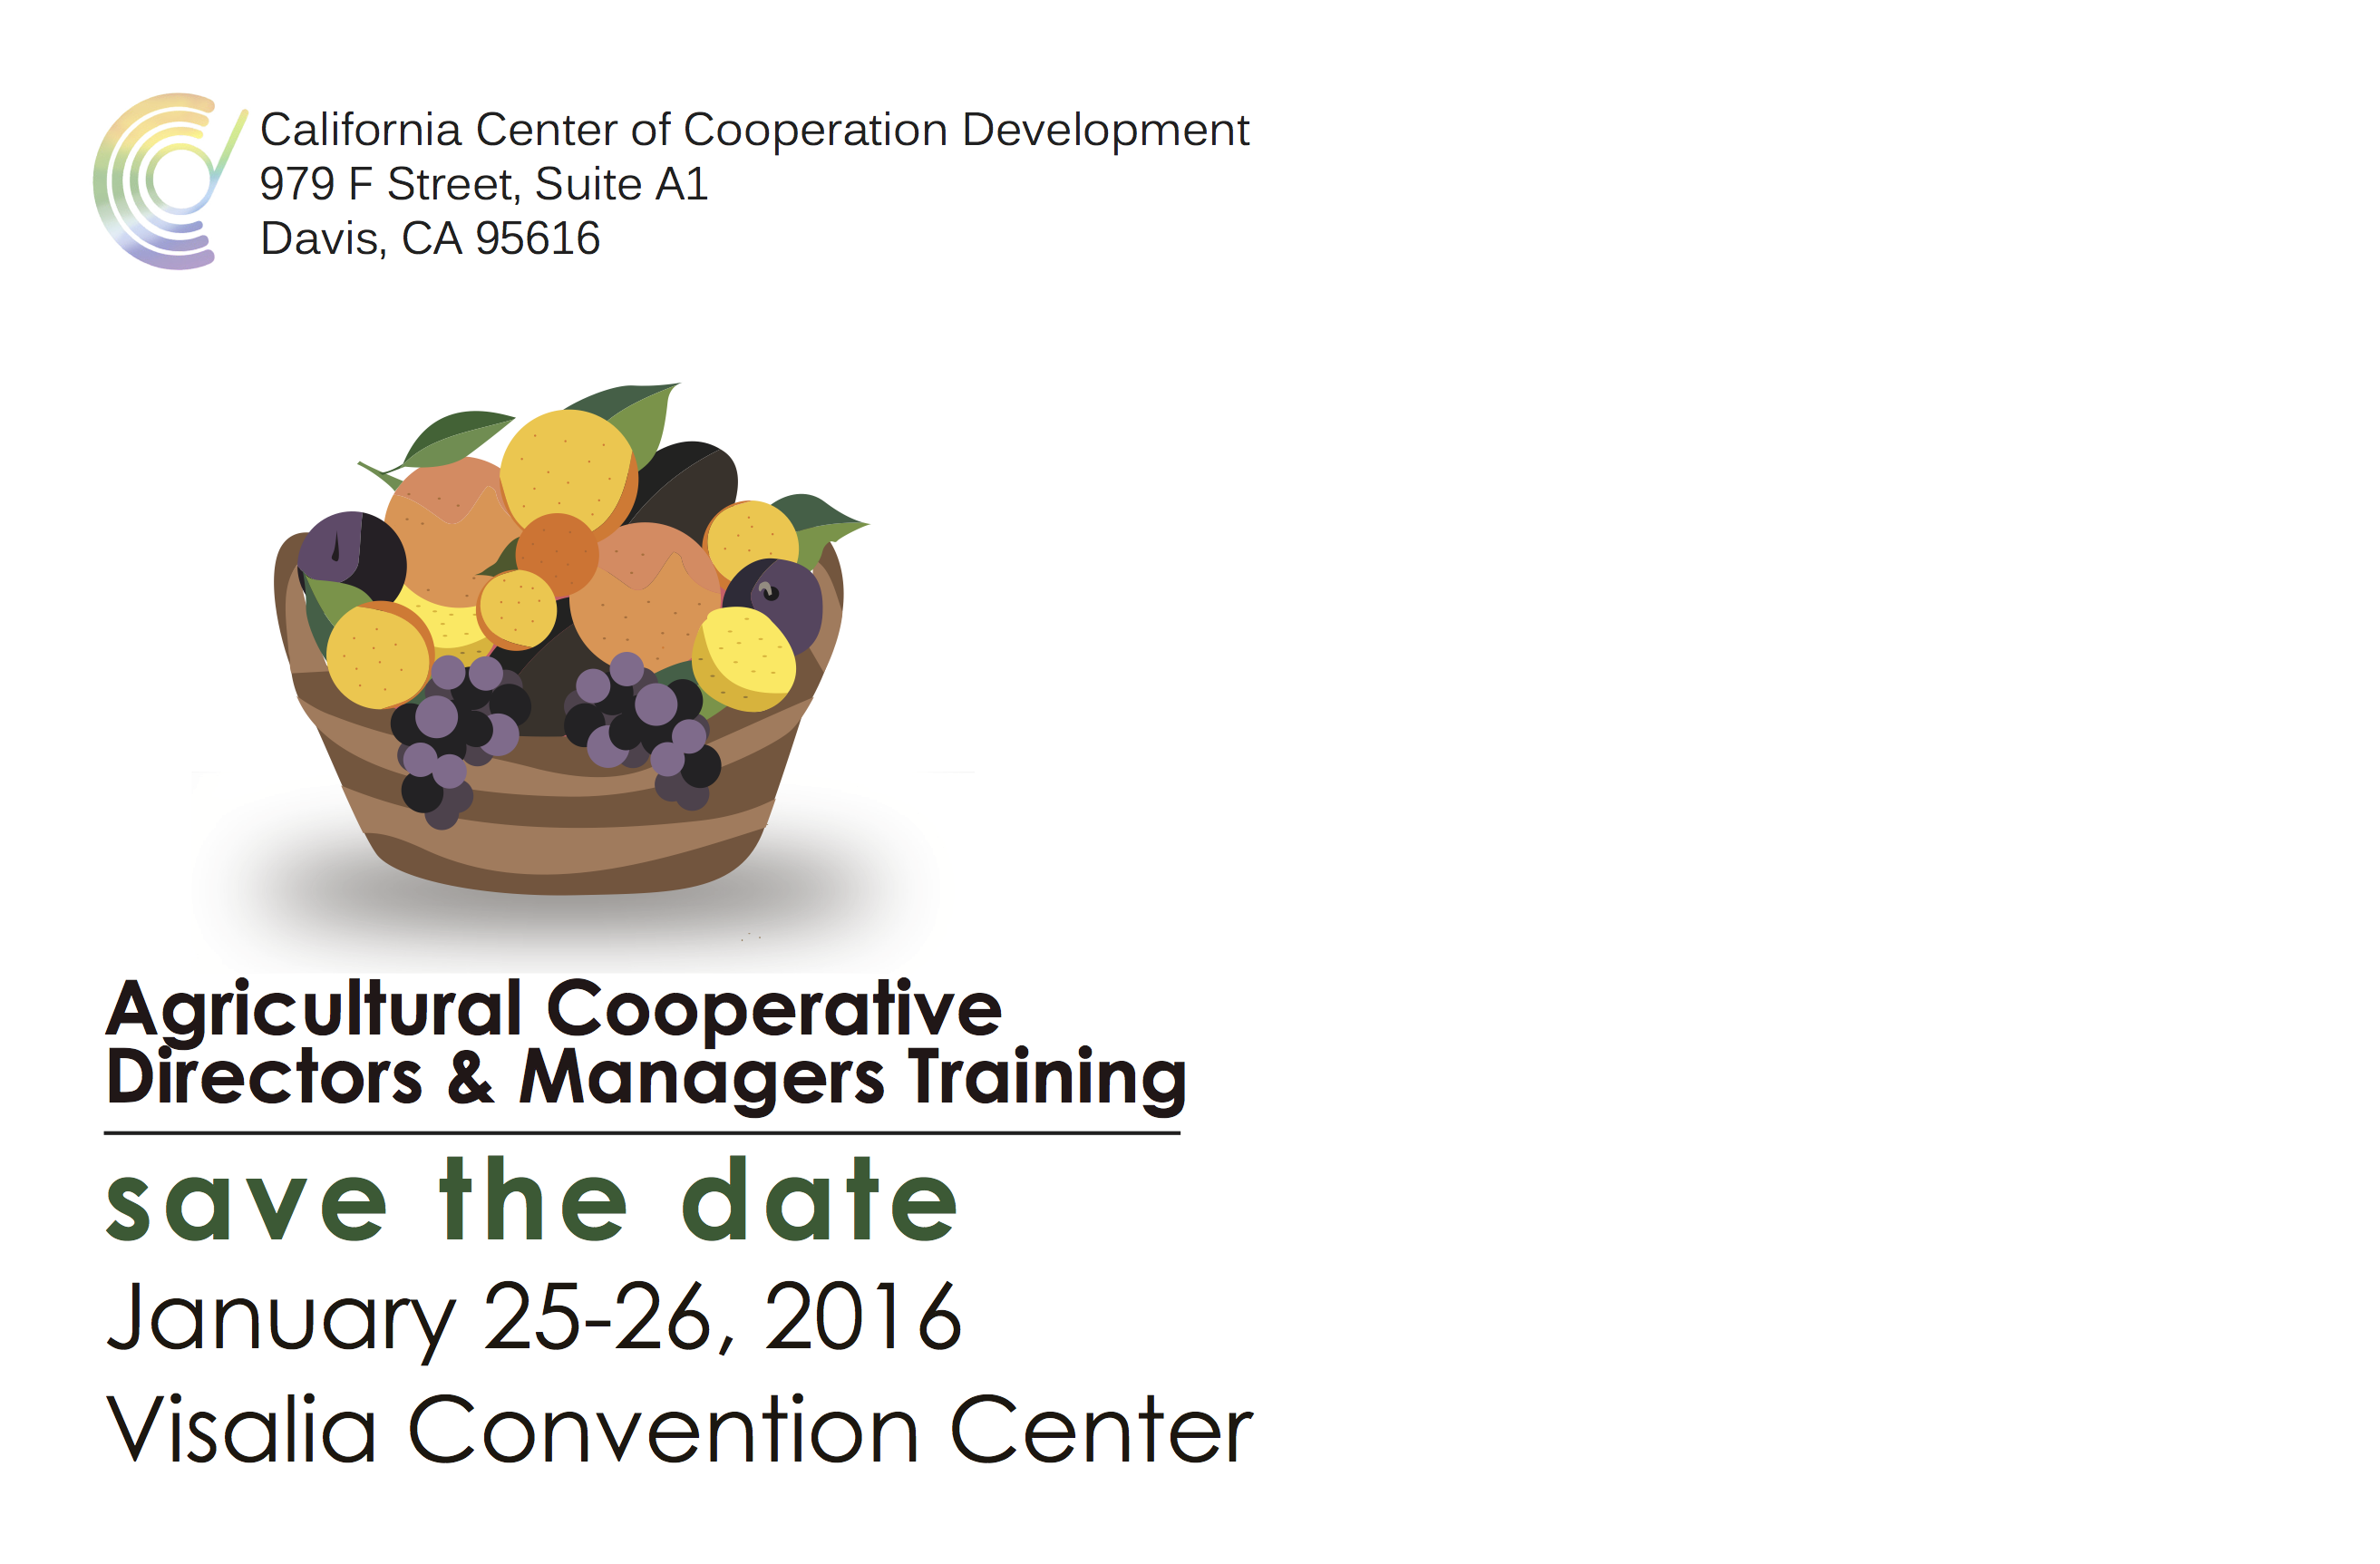 California Center of Cooperation Development
979 F Street, Suite A1
Davis, CA 95616
Agricultural Cooperative
Directors & Managers Training
save the date
January 25-26, 2016
Visalia Convention Center